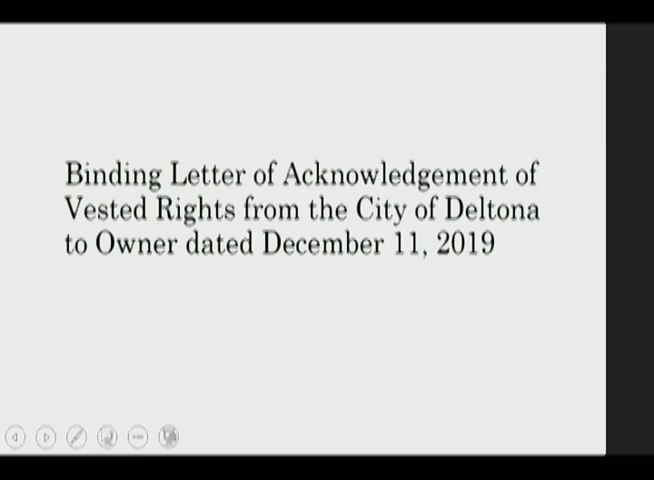 Binding Letter of Acknowledgement of
Vested Rights from the City of Deltona
to Owner dated December 11, 2019